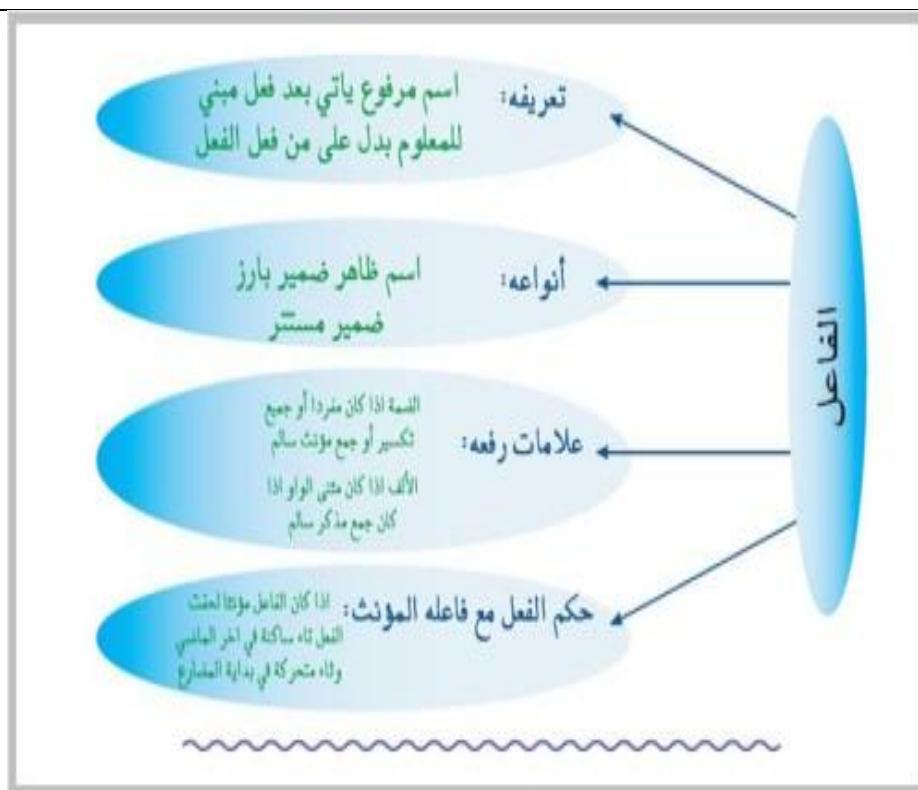 الفاعل
تعريفه:
اسم مرفوع ياتي بعد فعل مبني
للمعلوم بدل على من فعل الفعل
أنواعه:
اسم ظاهر ضمير بارز
ضمير مستتر
علامات رفعه:
الضمة اذا كان مفردا أو جميع
تكسير أو جمع مؤنث سالم
الألف اذا كان مثنى الواو اذا
كان جمع مذكر سالم
حكم الفعل مع فاعله المؤنث:
اذا كان الفاعل مؤنثا لحقت
الفعل تاء ساكنة في اخر الماضي
وتاء متحركة في بداية المضارع